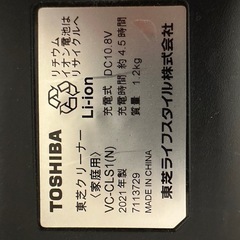 リチウム
イオン電池は
リサイクルへ
Li-Ion
TOSHIBA
東芝クリーナー
〈家庭用〉
VC-CLS1(N)
充電式 DC10.8V
充電時間 約4.5時間
質量 1.2kg
2021年製
7113729
MADE IN CHINA
東芝ライフスタイル株式会社